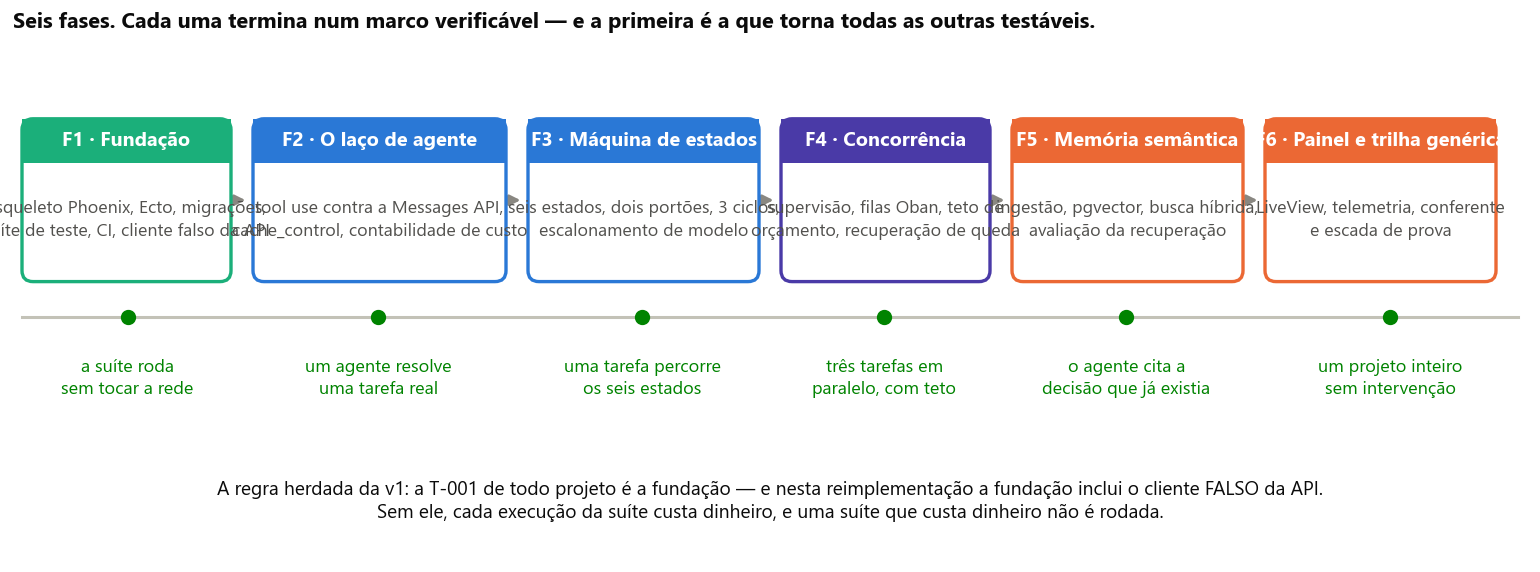 Seis fases. Cada uma termina num marco verificável — e a primeira é a que torna todas as outras testáveis.
F1 · Fundação
squeleto Phoenix, Ecto, migrações,
íte de teste, CI, cliente falso da API
F2 · O laço de agente
tool use contra a Messages API,
cache_control, contabilidade de custo
F3 · Máquina de estados
seis estados, dois portões, 3 ciclos,
escalonamento de modelo
F4 · Concorrência
supervisão, filas Oban, teto de
orçamento, recuperação de queda
F5 · Memória semântica
ingestão, pgvector, busca híbrida,
avaliação da recuperação
F6 · Painel e trilha genérica
LiveView, telemetria, conferente
e escada de prova
a suíte roda
sem tocar a rede
um agente resolve
uma tarefa real
uma tarefa percorre
os seis estados
três tarefas em
paralelo, com teto
o agente cita a
decisão que já existia
um projeto inteiro
sem intervenção
A regra herdada da v1: a T-001 de todo projeto é a fundação — e nesta reimplementação a fundação inclui o cliente FALSO da API.
Sem ele, cada execução da suíte custa dinheiro, e uma suíte que custa dinheiro não é rodada.